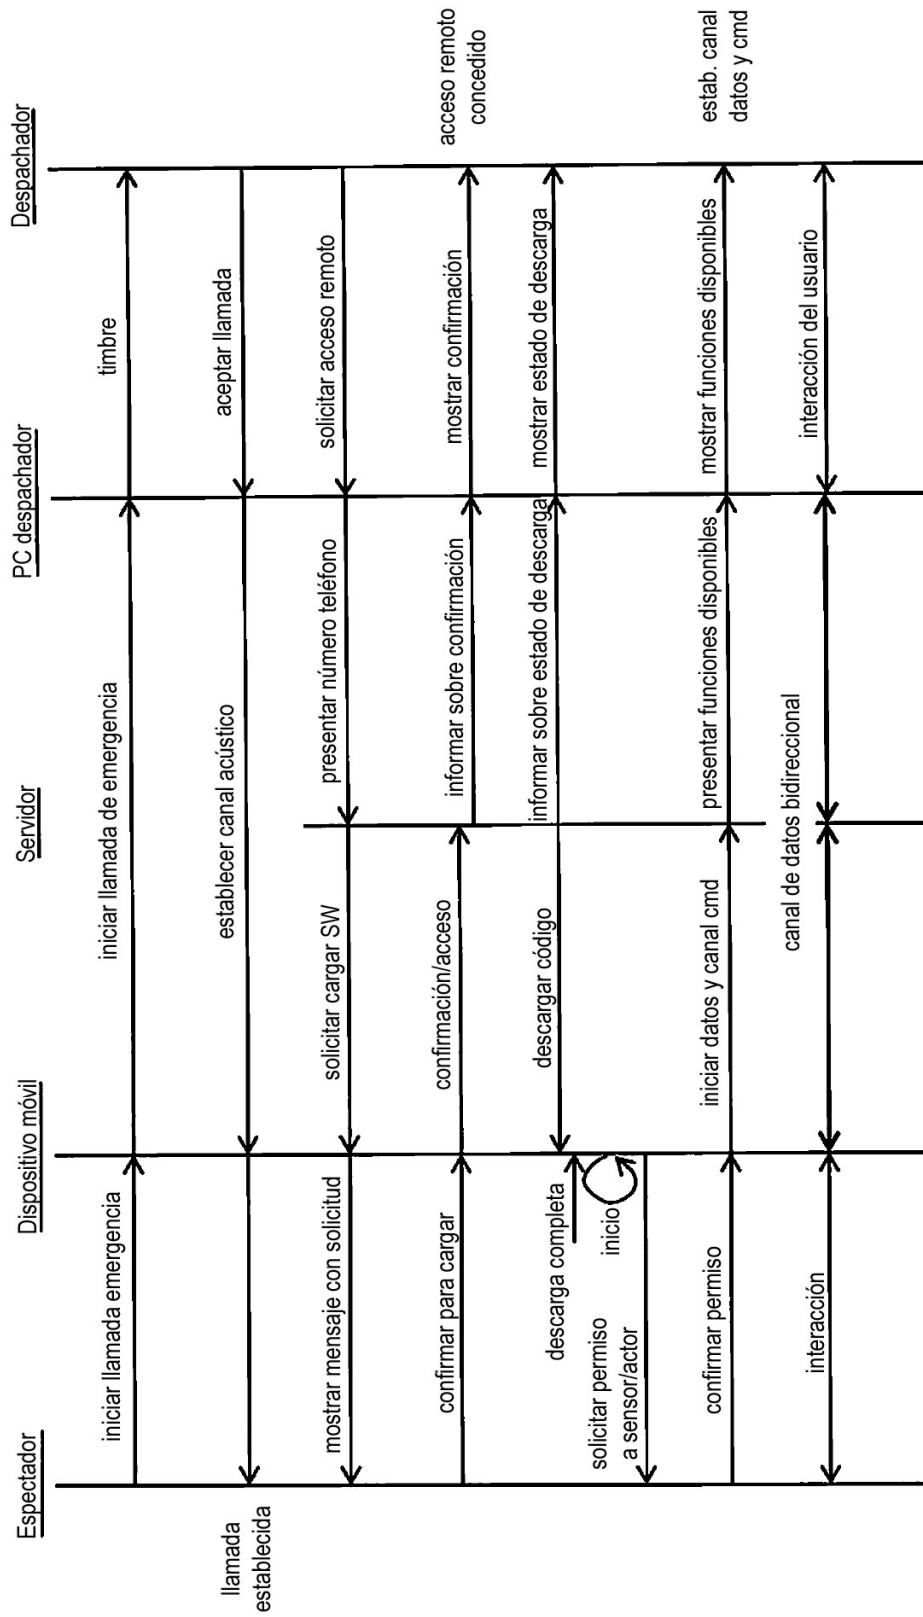 Espectador
Dispositivo móvil
Servidor
PC despachador
Despachador
iniciar llamada emergencia
iniciar llamada de emergencia
timbre
llamada
establecida
establecer canal acústico
aceptar llamada
mostrar mensaje con solicitud
solicitar cargar SW
presentar número teléfono
solicitar acceso remoto
confirmar para cargar
confirmación/acceso
informar sobre confirmación
mostrar confirmación
acceso remoto
concedido
descarga completa
descargar código
informar sobre estado de descarga
mostrar estado de descarga
inicio
solicitar permiso
a sensor/actor
confirmar permiso
iniciar datos y canal cmd
presentar funciones disponibles
mostrar funciones disponibles
estab. canal
datos y cmd
interacción
canal de datos bidireccional
interacción del usuario